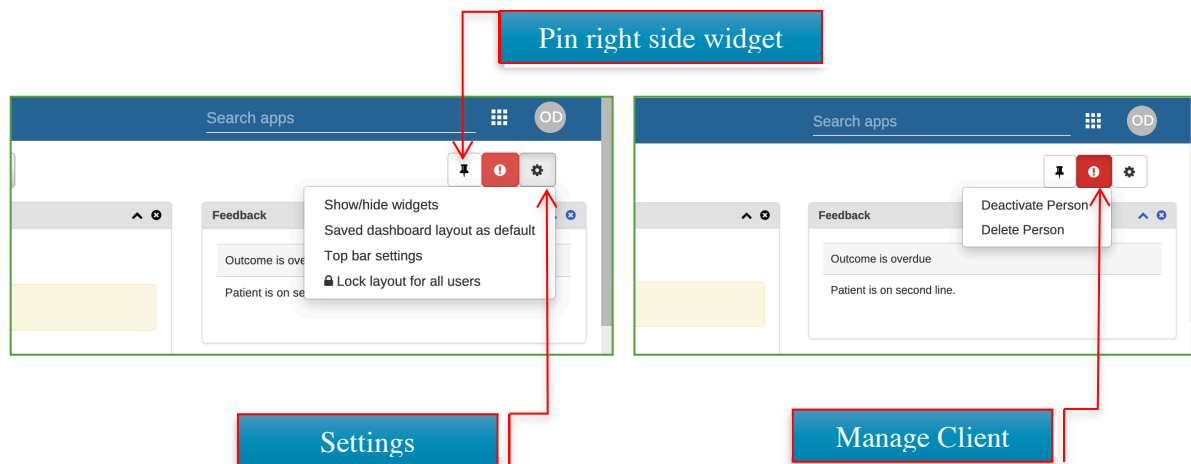 Pin right side widget
Search apps
OD
Feedback
Show/hide widgets
Saved dashboard layout as default
Top bar settings
Lock layout for all users
Outcome is ove
Patient is on se
Search apps
OD
Feedback
Deactivate Person
Delete Person
Outcome is overdue
Patient is on second line.
Settings
Manage Client